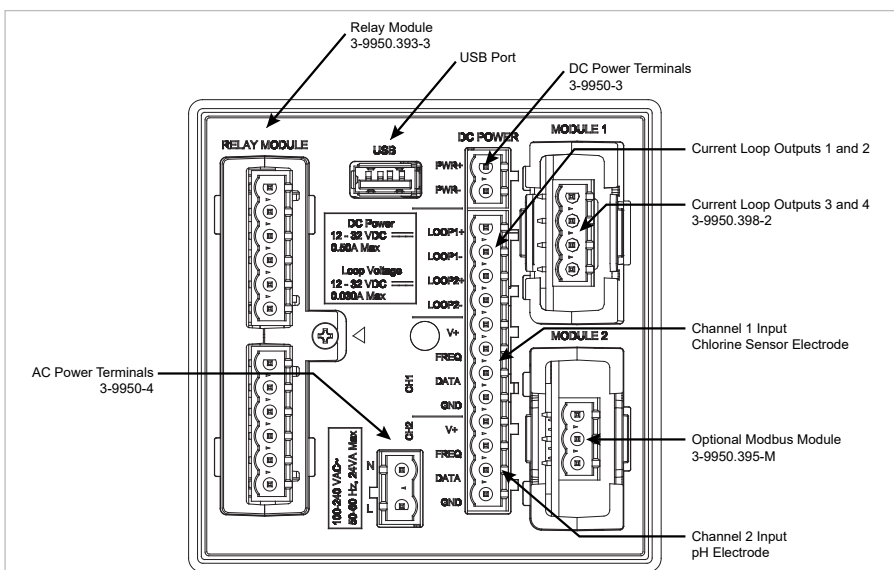 Relay Module
3-9950.393-3
USB Port
DC Power Terminals
3-9950-3
RELAY MODULE
USB
DC POWER
MODULE 1
PWR+
PWR-
Current Loop Outputs 1 and 2
Current Loop Outputs 3 and 4
3-9950.398-2
DC Power
12 - 32 VDC
0.50A Max
Loop Voltage
12 - 32 VDC
0.030A Max
LOOP1+
LOOP1-
LOOP2+
LOOP2-
V+
FREQ
DATA
GND
CH1
Channel 1 Input
Chlorine Sensor Electrode
MODULE 2
AC Power Terminals
3-9950-4
CH2
V+
FREQ
DATA
GND
N
L
100-240 VAC~
50-60 Hz, 24VA Max
Optional Modbus Module
3-9950.395-M
Channel 2 Input
pH Electrode